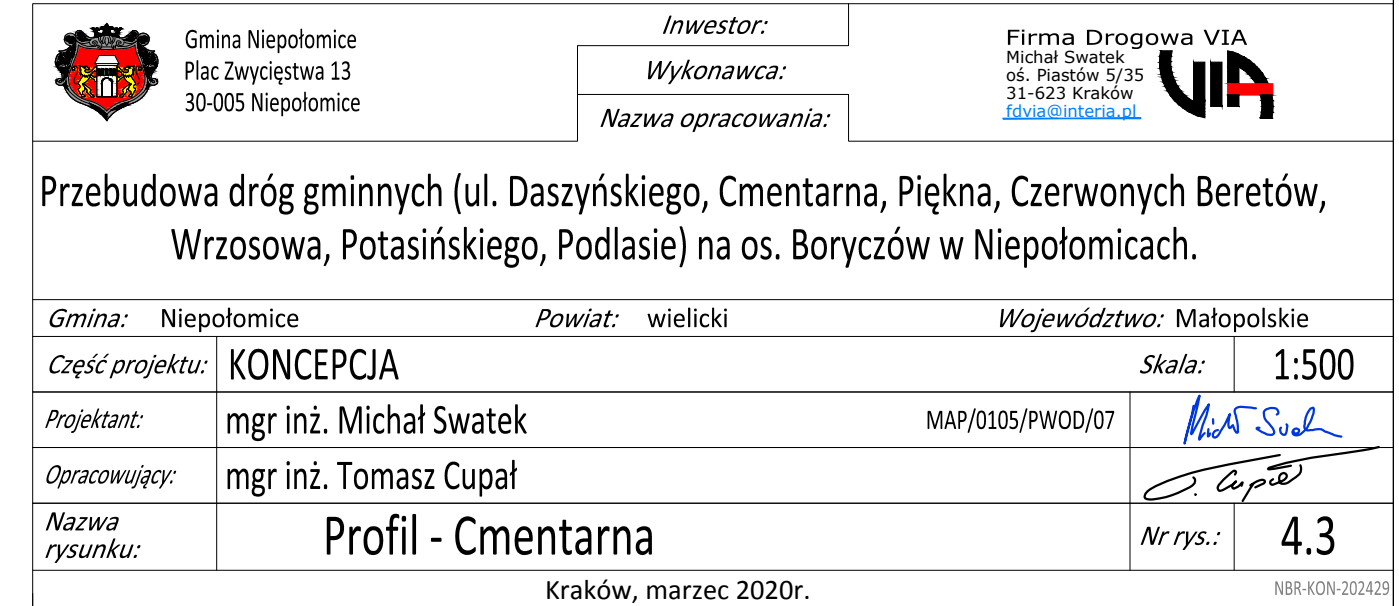 Gmina Niepołomice
Plac Zwycięstwa 13
30-005 Niepołomice
Inwestor:
Wykonawca:
Nazwa opracowania:
Firma Drogowa VIA
Michał Swatek
oś. Piastów 5/35
31-623 Kraków
fdvia@interia.pl
VIA
Przebudowa dróg gminnych (ul. Daszyńskiego, Cmentarna, Piękna, Czerwonych Beretów,
Wrzosowa, Potasińskiego, Podlasie) na os. Boryczów w Niepołomicach.
Gmina: Niepołomice Powiat: wielicki Województwo: Małopolskie
Część projektu: KONCEPCJA Skala: 1:500
Projektant: mgr inż. Michał Swatek MAP/0105/PWOD/07
Opracowujący: mgr inż. Tomasz Cupał T. Cupał
Nazwa
rysunku: Profil - Cmentarna Nr rys.: 4.3
Kraków, marzec 2020r.
NBR-KON-202429